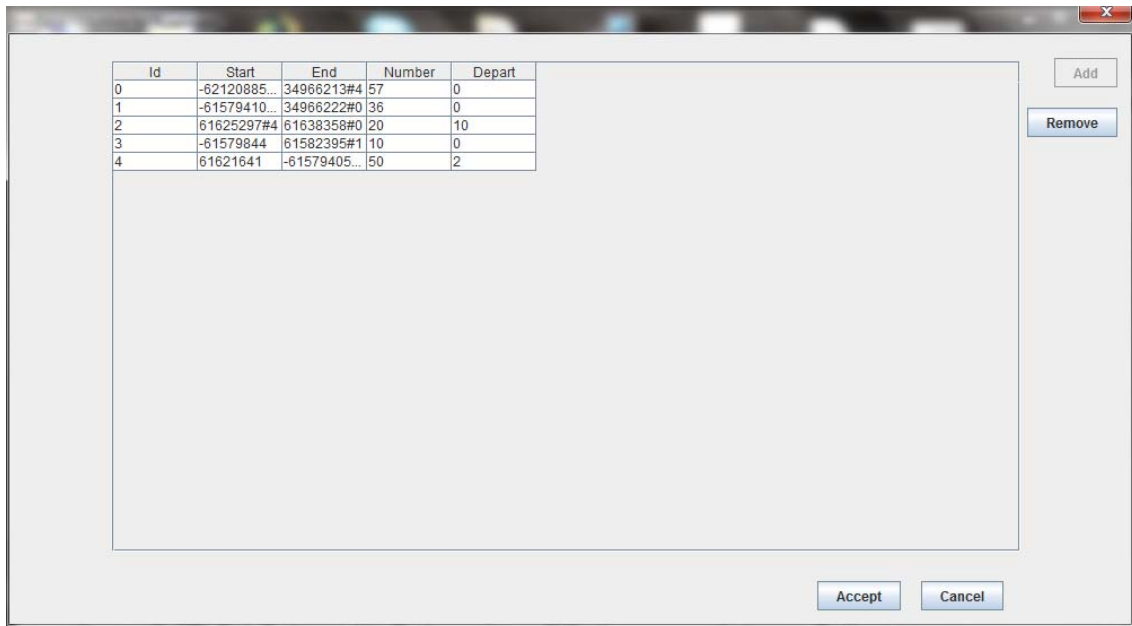 Id Start End Number Depart Add
0 -62120885... 34966213#4 57 0
1 -61579410... 34966222#0 36 0
2 61625297#4 61638358#0 20 10 Remove
3 -61579844 61582395#1 10 0
4 61621641 -61579405... 50 2
Accept Cancel